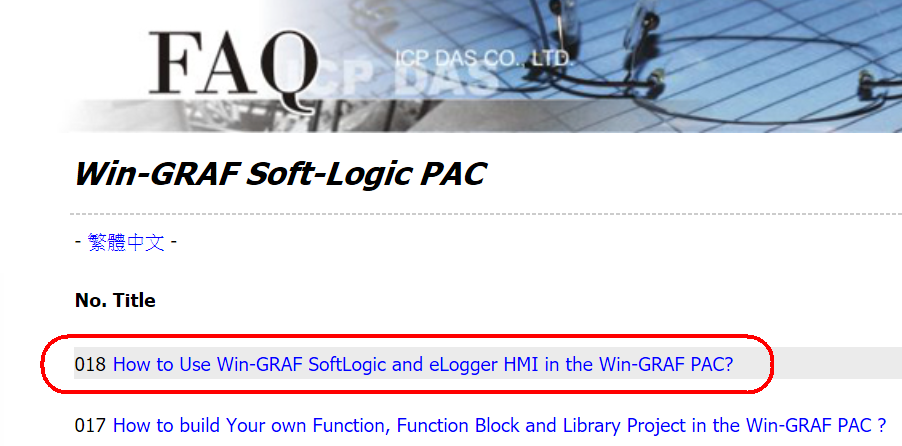 FAQ
ICP DAS CO., LTD
ICP DAS
Win-GRAF Soft-Logic PAC
- 繁體中文 -
No. Title
018 How to Use Win-GRAF SoftLogic and eLogger HMI in the Win-GRAF PAC?
017 How to build Your own Function, Function Block and Library Project in the Win-GRAF PAC ?